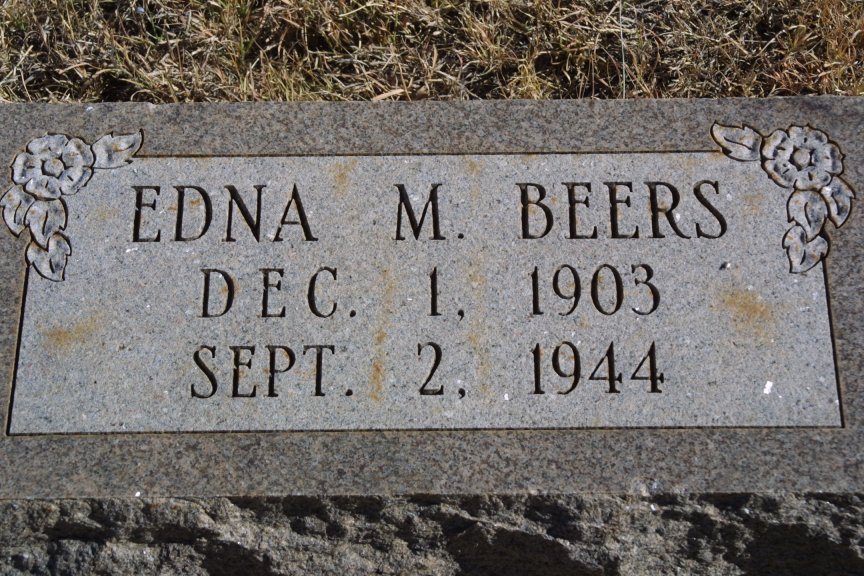 EDNA M. BEERS
DEC. 1, 1903
SEPT. 2, 1944